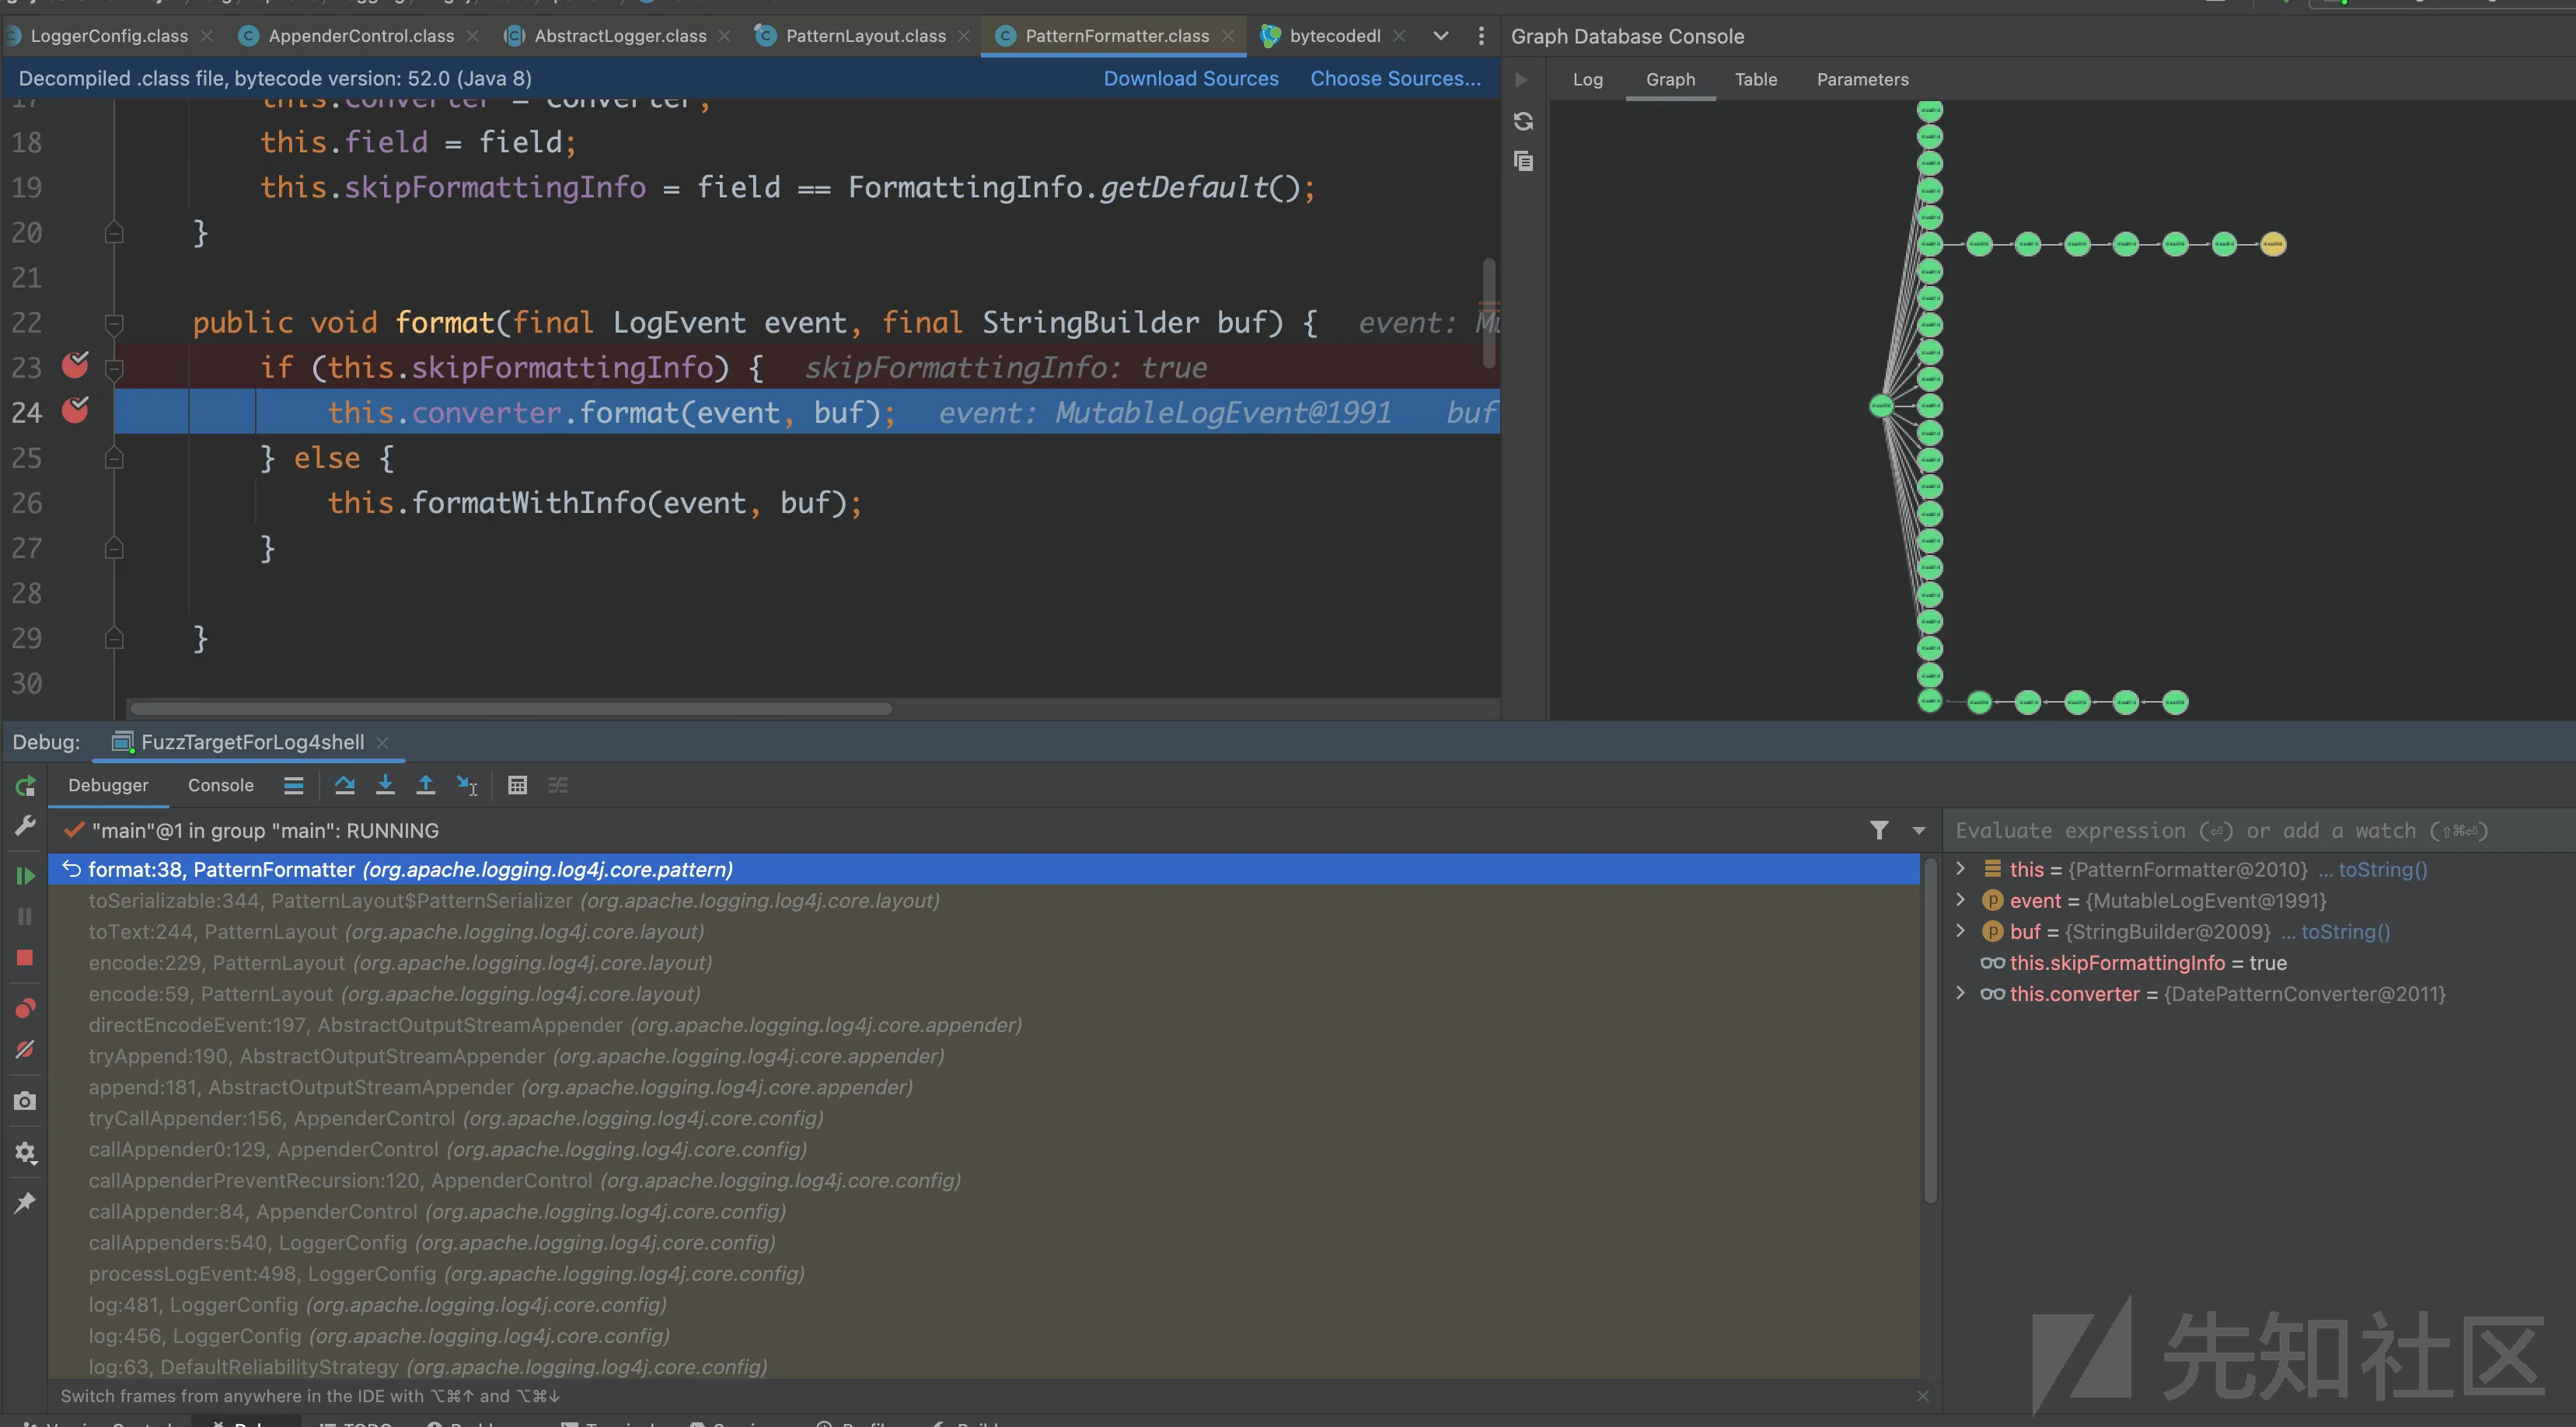 LoggerConfig.class AppenderControl.class AbstractLogger.class PatternLayout.class PatternFormatter.class bytecodedl
Graph Database Console
Decompiled .class file, bytecode version: 52.0 (Java 8) Download Sources Choose Sources...
Log Graph Table Parameters
17 this.converter = converter;
18 this.field = field;
19 this.skipFormattingInfo = field == FormattingInfo.getDefault();
20 }
21
22 public void format(final LogEvent event, final StringBuilder buf) { event: Mu
23 if (this.skipFormattingInfo) { skipFormattingInfo: true
24 this.converter.format(event, buf); event: MutableLogEvent@1991 buf
25 } else {
26 this.formatWithInfo(event, buf);
27 }
28
29 }
30
Debug: FuzzTargetForLog4shell
Debugger Console
"main"@1 in group "main": RUNNING
format:38, PatternFormatter (org.apache.logging.log4j.core.pattern)
toSerializable:344, PatternLayout$PatternSerializer (org.apache.logging.log4j.core.layout)
toText:244, PatternLayout (org.apache.logging.log4j.core.layout)
encode:229, PatternLayout (org.apache.logging.log4j.core.layout)
encode:59, PatternLayout (org.apache.logging.log4j.core.layout)
directEncodeEvent:197, AbstractOutputStreamAppender (org.apache.logging.log4j.core.appender)
tryAppend:190, AbstractOutputStreamAppender (org.apache.logging.log4j.core.appender)
append:181, AbstractOutputStreamAppender (org.apache.logging.log4j.core.appender)
tryCallAppender:156, AppenderControl (org.apache.logging.log4j.core.config)
callAppender0:129, AppenderControl (org.apache.logging.log4j.core.config)
callAppenderPreventRecursion:120, AppenderControl (org.apache.logging.log4j.core.config)
callAppender:84, AppenderControl (org.apache.logging.log4j.core.config)
callAppenders:540, LoggerConfig (org.apache.logging.log4j.core.config)
processLogEvent:498, LoggerConfig (org.apache.logging.log4j.core.config)
log:481, LoggerConfig (org.apache.logging.log4j.core.config)
log:456, LoggerConfig (org.apache.logging.log4j.core.config)
log:63, DefaultReliabilityStrategy (org.apache.logging.log4j.core.config)
Switch frames from anywhere in the IDE with ⌥⌘↑ and ⌥⌘↓
Evaluate expression (⏎) or add a watch (⇧⌘⏎)
this = {PatternFormatter@2010} ... toString()
event = {MutableLogEvent@1991}
buf = {StringBuilder@2009} ... toString()
this.skipFormattingInfo = true
this.converter = {DatePatternConverter@2011}
先知社区